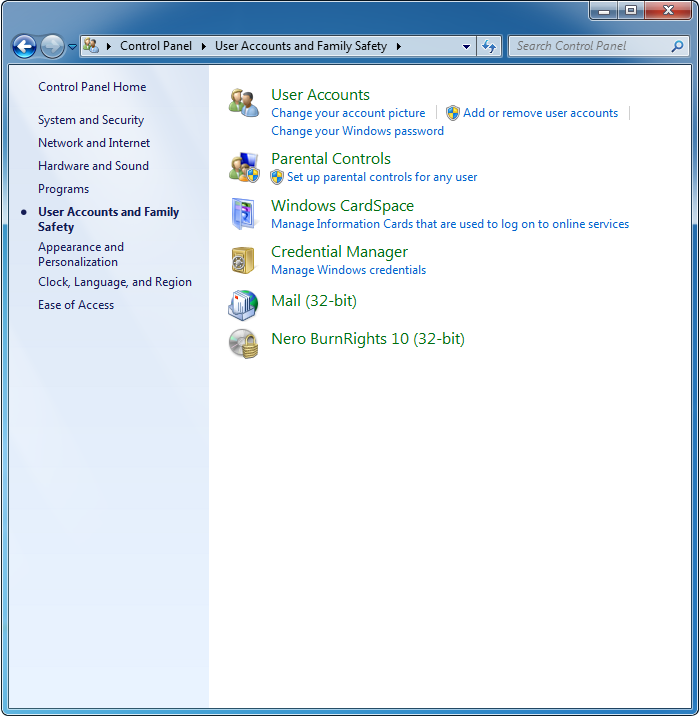 Control Panel
User Accounts and Family Safety
Search Control Panel
Control Panel Home
System and Security
Network and Internet
Hardware and Sound
Programs
User Accounts and Family
Safety
Appearance and
Personalization
Clock, Language, and Region
Ease of Access
User Accounts
Change your account picture
Add or remove user accounts
Change your Windows password
Parental Controls
Set up parental controls for any user
Windows CardSpace
Manage Information Cards that are used to log on to online services
Credential Manager
Manage Windows credentials
Mail (32-bit)
Nero BurnRights 10 (32-bit)